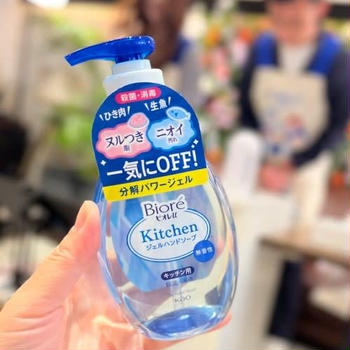 殺菌・消毒
ひき肉 生魚
ヌルつき
脂
ニオイ
汚れ
一気にOFF!
分解パワージェル
Bioré
ビオレu
Kitchen
ジェルハンドソープ
無香性
キッチン用
Kao